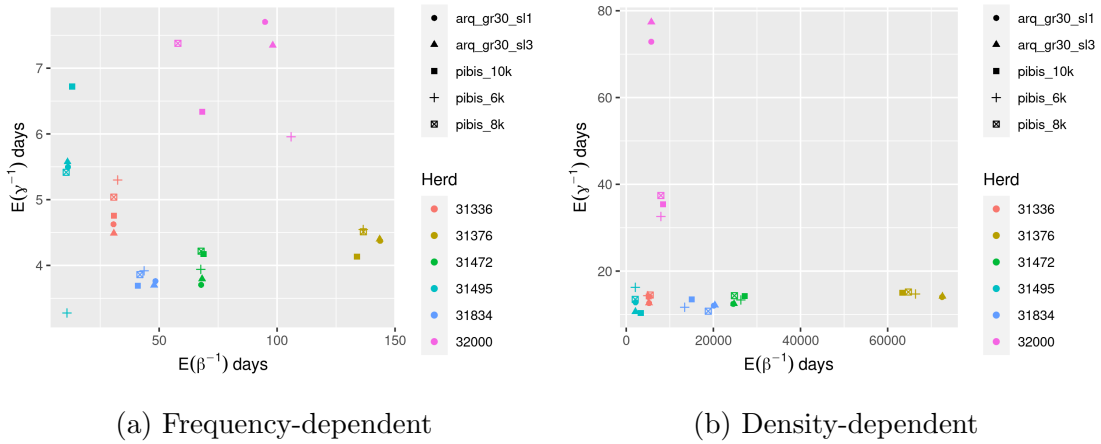 E(γ⁻¹) days
7
6
5
4
50
100
150
E(β⁻¹) days
arq_gr30_sl1
arq_gr30_sl3
pibis_10k
pibis_6k
pibis_8k
Herd
31336
31376
31472
31495
31834
32000
(a) Frequency-dependent
E(γ⁻¹) days
80
60
40
20
0
20000
40000
60000
E(β⁻¹) days
arq_gr30_sl1
arq_gr30_sl3
pibis_10k
pibis_6k
pibis_8k
Herd
31336
31376
31472
31495
31834
32000
(b) Density-dependent